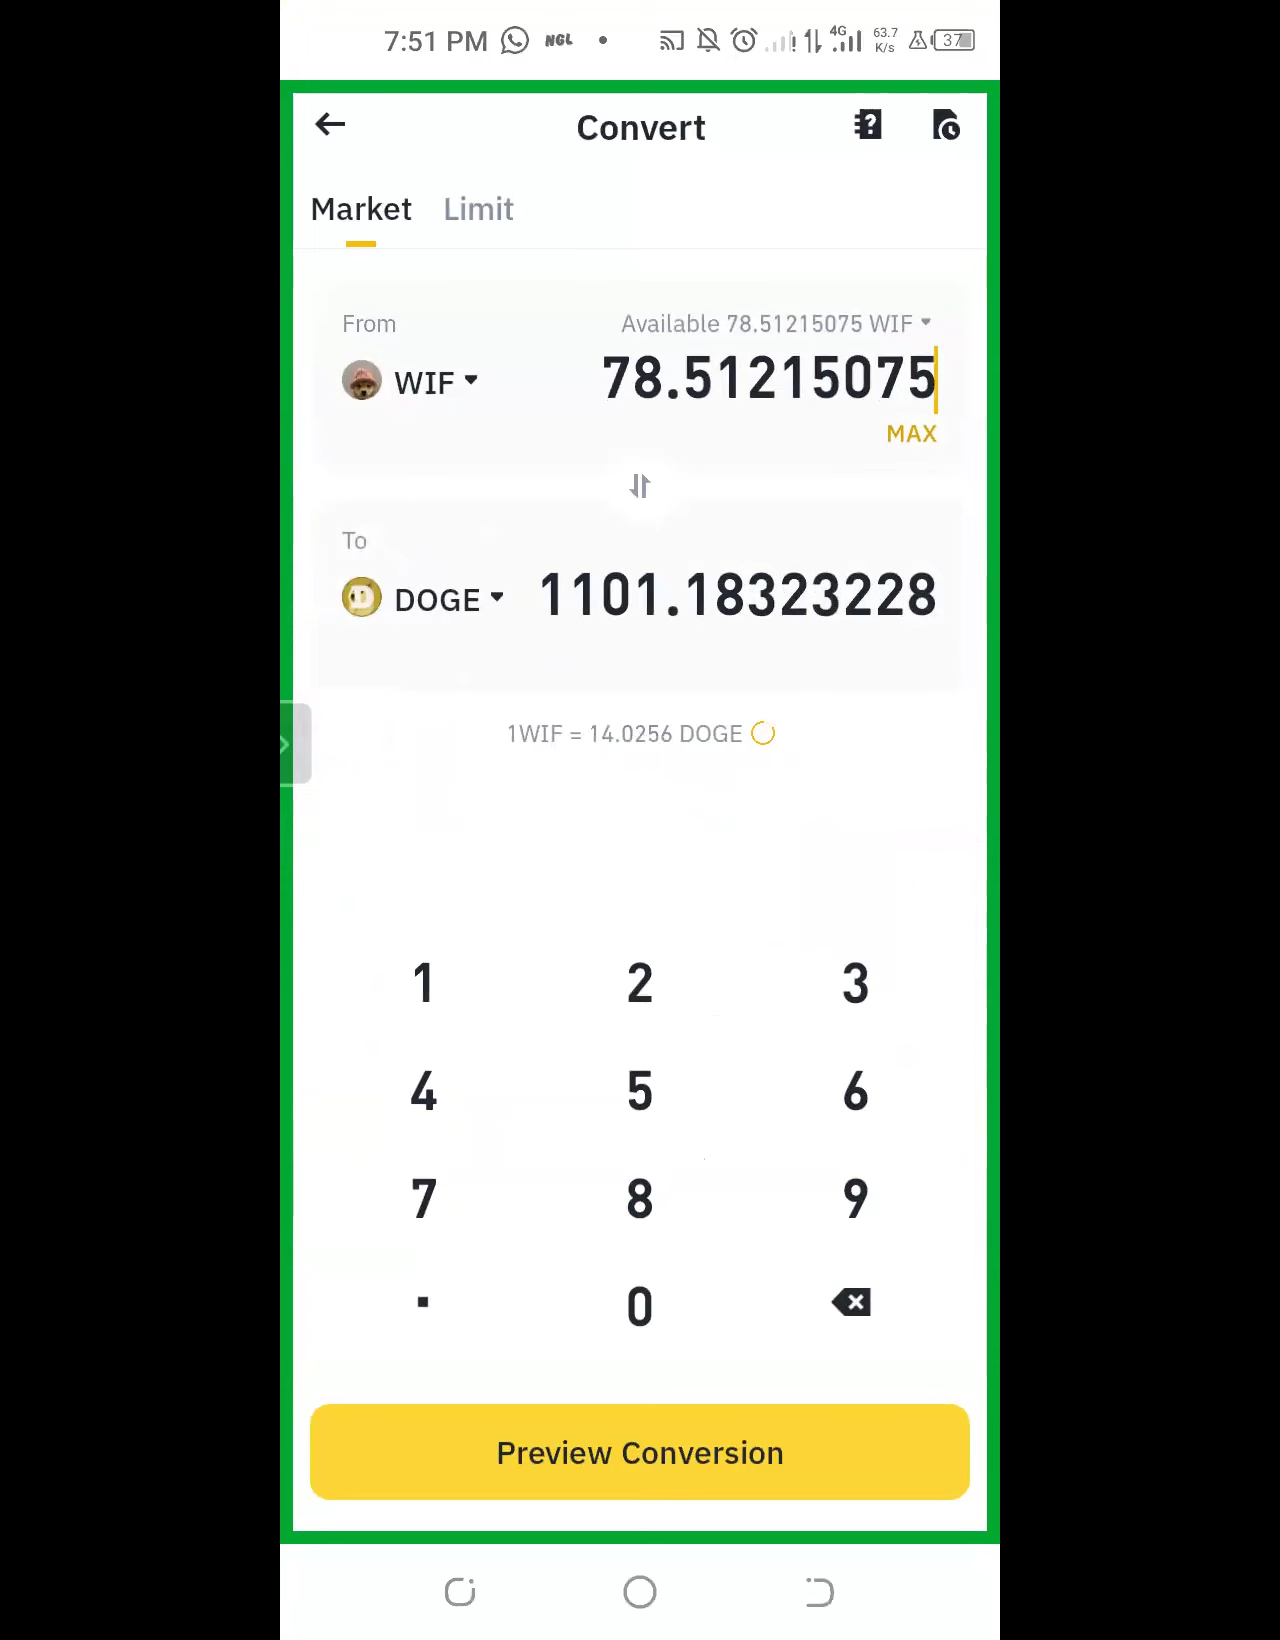 7:51 PM NGL 4G 63.7 K/s 37
Convert
Market Limit
From Available 78.51215075 WIF
WIF 78.51215075
MAX
To
DOGE 1101.18323228
1WIF = 14.0256 DOGE
1 2 3
4 5 6
7 8 9
. 0
Preview Conversion